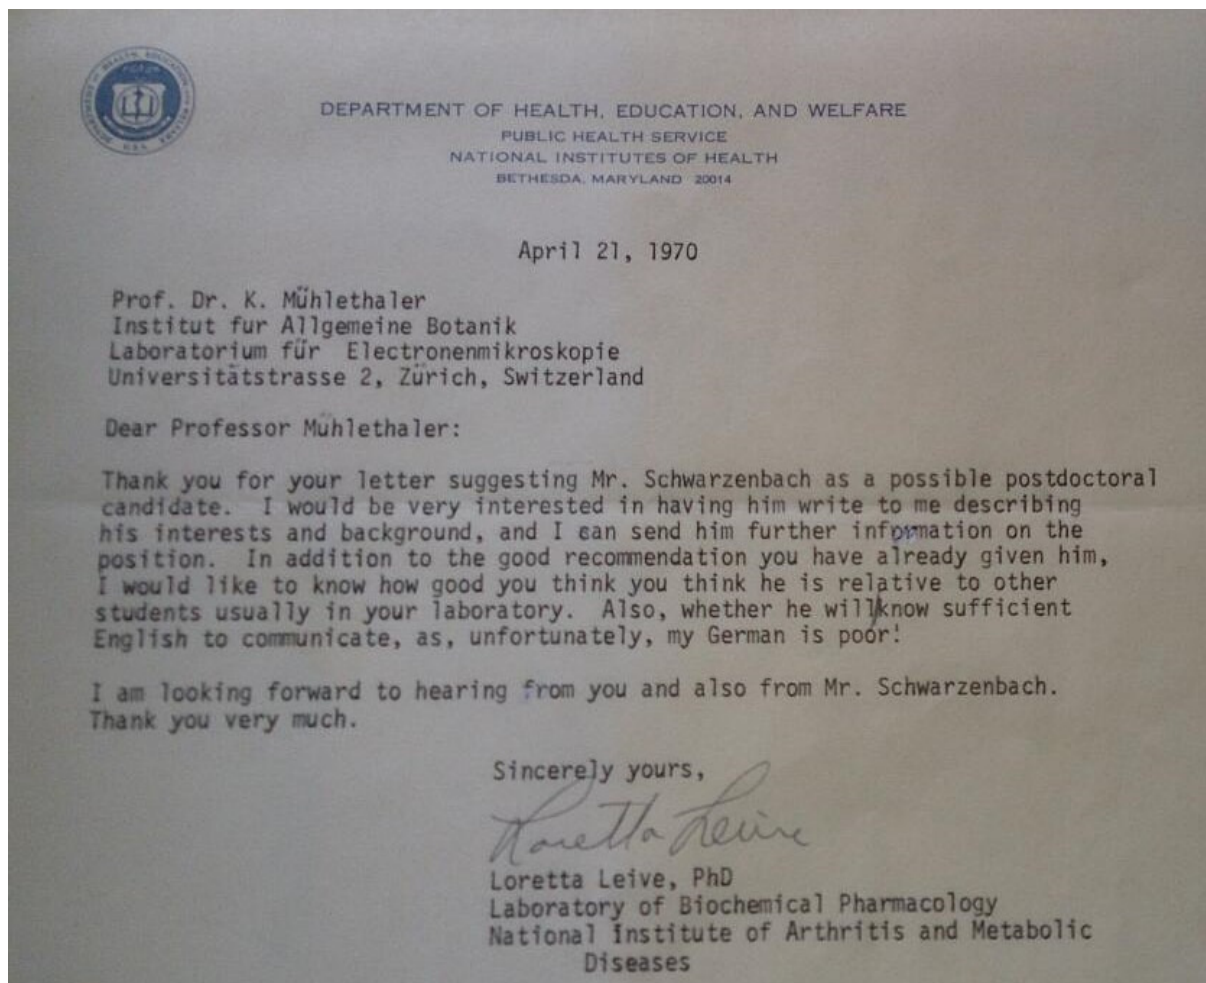 DEPARTMENT OF HEALTH, EDUCATION, AND WELFARE
PUBLIC HEALTH SERVICE
NATIONAL INSTITUTES OF HEALTH
BETHESDA, MARYLAND 20014
April 21, 1970
Prof. Dr. K. Mühlethaler
Institut fur Allgemeine Botanik
Laboratorium für Electronenmikroskopie
Universitätstrasse 2, Zürich, Switzerland
Dear Professor Mühlethaler:
Thank you for your letter suggesting Mr. Schwarzenbach as a possible postdoctoral
candidate. I would be very interested in having him write to me describing
his interests and background, and I can send him further information on the
position. In addition to the good recommendation you have already given him,
I would like to know how good you think you think he is relative to other
students usually in your laboratory. Also, whether he will/know sufficient
English to communicate, as, unfortunately, my German is poor!
I am looking forward to hearing from you and also from Mr. Schwarzenbach.
Thank you very much.
Sincerely yours,
Loretta Leive
Loretta Leive, PhD
Laboratory of Biochemical Pharmacology
National Institute of Arthritis and Metabolic
Diseases